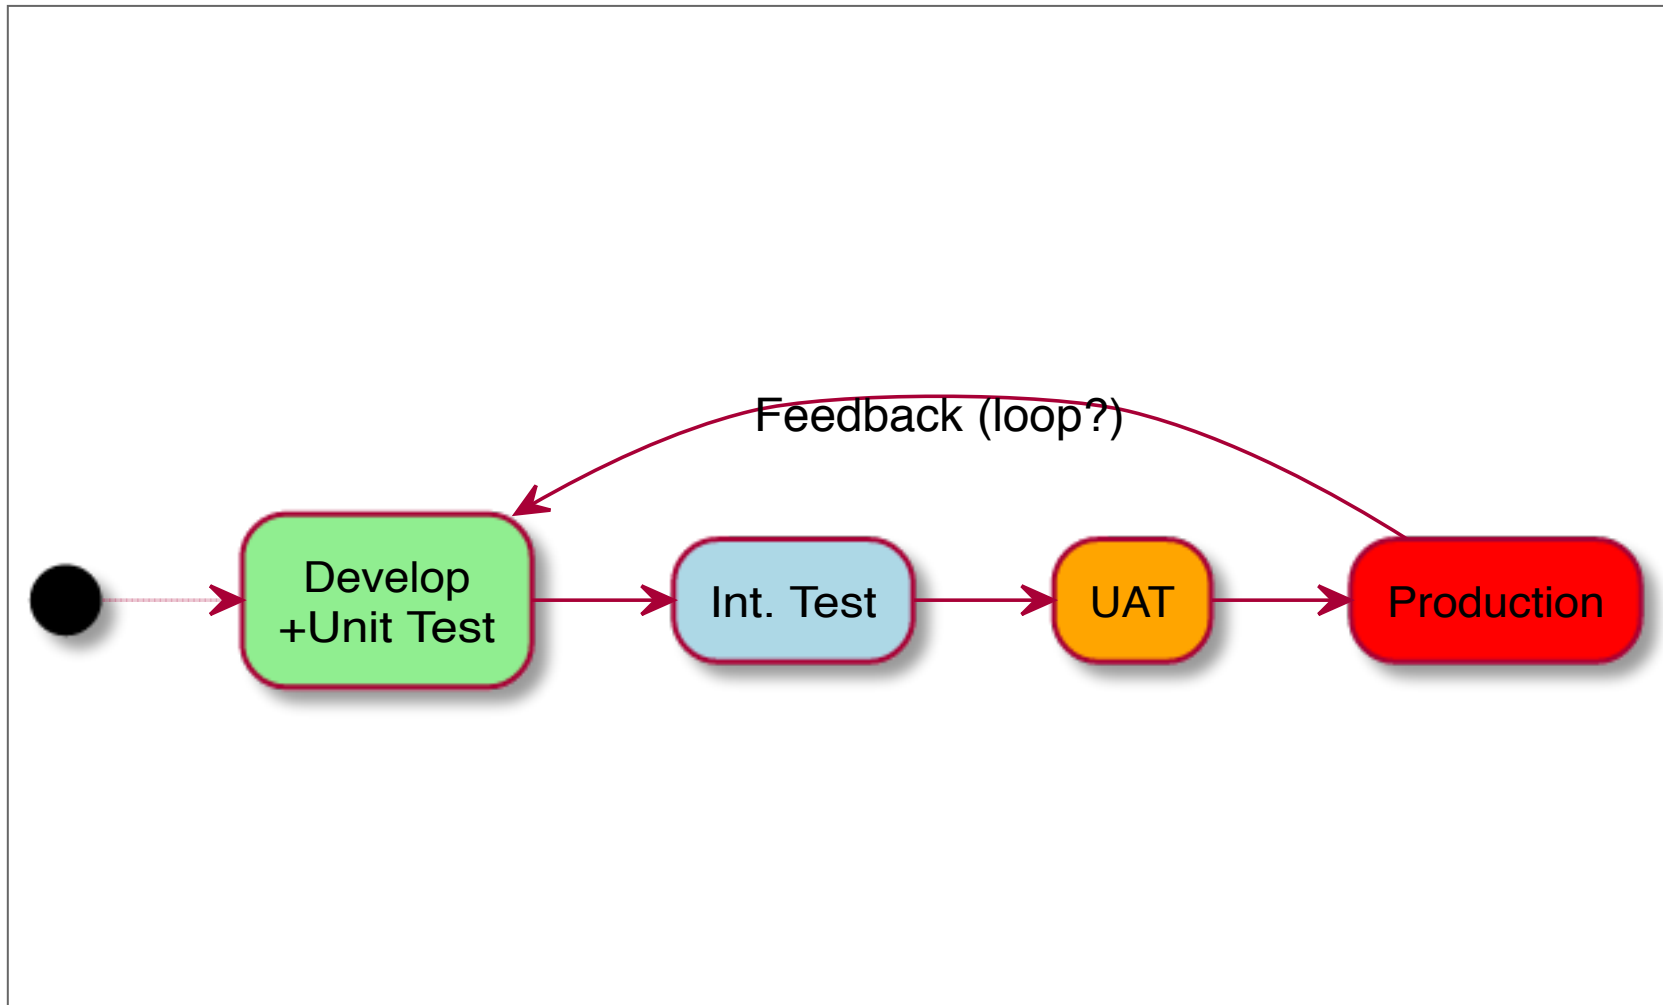 Feedback (loop?)
Develop
+Unit Test
Int. Test
UAT
Production